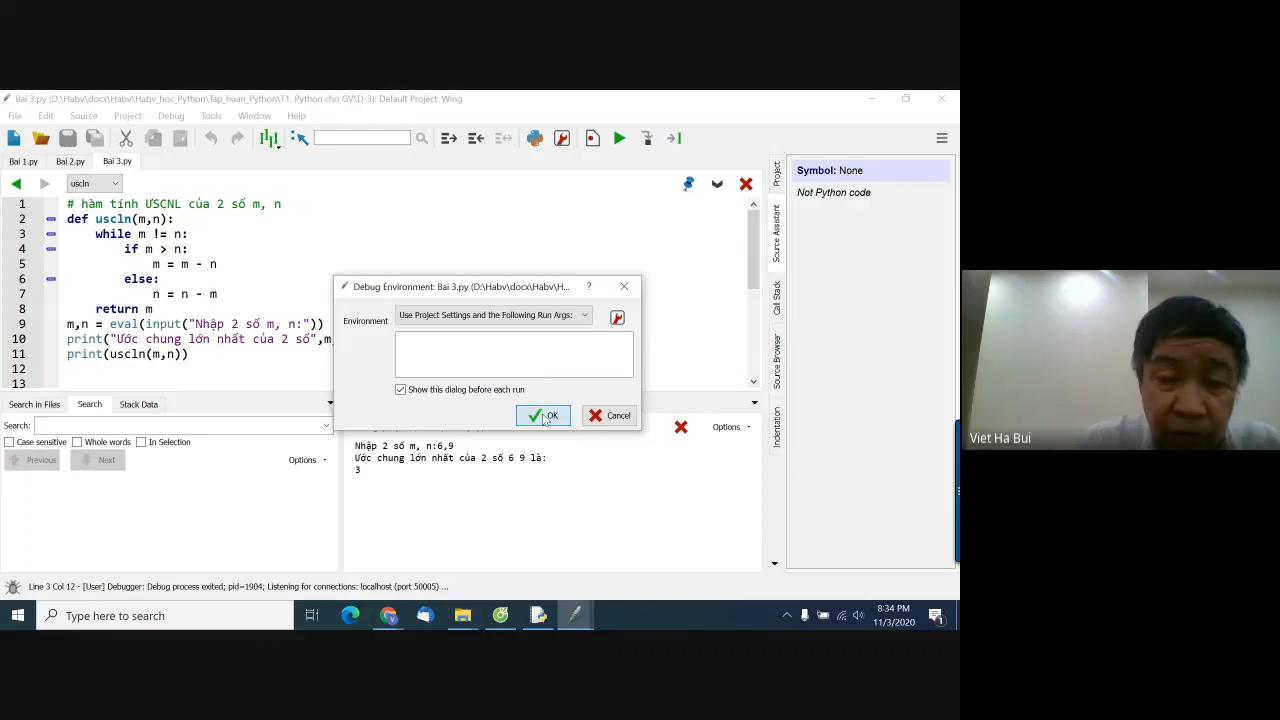 Bai 3.py (D:\Habv\docx\Habv\Habv_hoc_Python\Tap_huan_Python\T1. Python cho GV\D-3): Default Project: Wing
File Edit Source Project Debug Tools Window Help
Bai 1.py Bai 2.py Bai 3.py
uscln
1 # hàm tính ƯSCNL của 2 số m, n
2 def uscln(m,n):
3 while m != n:
4 if m > n:
5 m = m - n
6 else:
7 n = n - m
8 return m
9 m,n = eval(input("Nhập 2 số m, n:"))
10 print("Ước chung lớn nhất của 2 số",m,
11 print(uscln(m,n))
12
13
Debug Environment: Bai 3.py (D:\Habv\docx\Habv\H...
Environment Use Project Settings and the Following Run Args:
Show this dialog before each run
OK Cancel
Search in Files Search Stack Data
Search:
Case sensitive Whole words In Selection
Previous Next Options
Options
Nhập 2 số m, n:6,9
Ước chung lớn nhất của 2 số 6 9 là:
3
Project
Source Assistant
Call Stack
Source Browser
Indentation
Symbol: None
Not Python code
Line 3 Col 12 - [User] Debugger: Debug process exited; pid=1904; Listening for connections: localhost (port 50005) ...
Type here to search
8:34 PM
11/3/2020
1
Viet Ha Bui